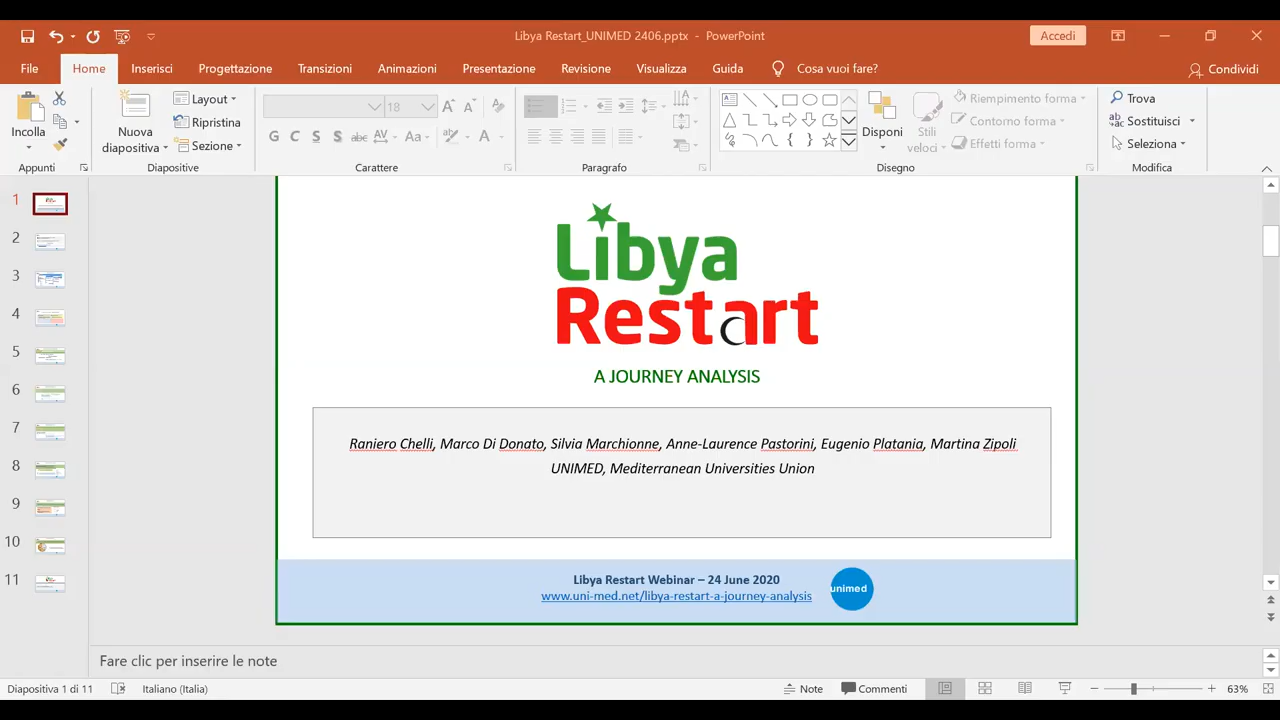 Libya Restart_UNIMED 2406.pptx - PowerPoint
Accedi
File Home Inserisci Progettazione Transizioni Animazioni Presentazione Revisione Visualizza Guida Cosa vuoi fare? Condividi
Incolla
Appunti
Nuova
diapositiva
Layout
Ripristina
Sezione
Diapositive
18
G C S S abc AV Aa A
Carattere
Paragrafo
Disponi
Stili
veloci
Riempimento forma
Contorno forma
Effetti forma
Disegno
Trova
Sostituisci
Seleziona
Modifica
1
2
3
4
5
6
7
8
9
10
11
Libya
Restart
A JOURNEY ANALYSIS
Raniero Chelli, Marco Di Donato, Silvia Marchionne, Anne-Laurence Pastorini, Eugenio Platania, Martina Zipoli
UNIMED, Mediterranean Universities Union
Libya Restart Webinar – 24 June 2020
www.uni-med.net/libya-restart-a-journey-analysis
unimed
Fare clic per inserire le note
Diapositiva 1 di 11 Italiano (Italia) Note Commenti 63%